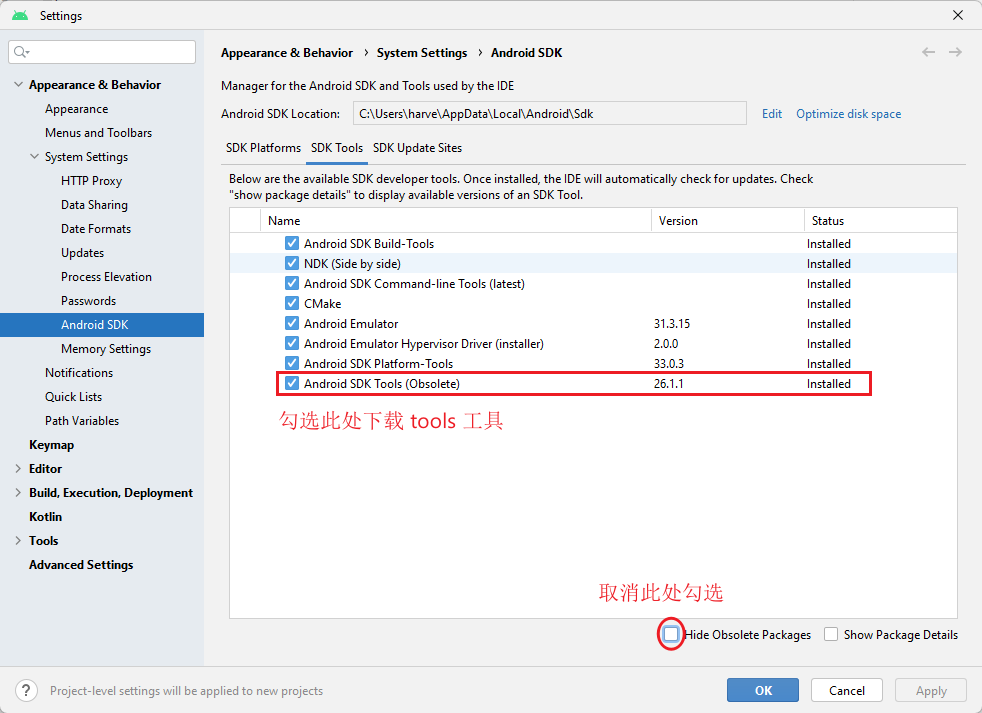 Settings
Appearance & Behavior
Appearance
Menus and Toolbars
System Settings
HTTP Proxy
Data Sharing
Date Formats
Updates
Process Elevation
Passwords
Android SDK
Memory Settings
Notifications
Quick Lists
Path Variables
Keymap
Editor
Build, Execution, Deployment
Kotlin
Tools
Advanced Settings
Appearance & Behavior › System Settings › Android SDK
Manager for the Android SDK and Tools used by the IDE
Android SDK Location: C:\Users\harve\AppData\Local\Android\Sdk Edit Optimize disk space
SDK Platforms SDK Tools SDK Update Sites
Below are the available SDK developer tools. Once installed, the IDE will automatically check for updates. Check
"show package details" to display available versions of an SDK Tool.
Name Version Status
Android SDK Build-Tools Installed
NDK (Side by side) Installed
Android SDK Command-line Tools (latest) Installed
CMake Installed
Android Emulator 31.3.15 Installed
Android Emulator Hypervisor Driver (installer) 2.0.0 Installed
Android SDK Platform-Tools 33.0.3 Installed
Android SDK Tools (Obsolete) 26.1.1 Installed
勾选此处下载 tools 工具
取消此处勾选
Hide Obsolete Packages Show Package Details
? Project-level settings will be applied to new projects
OK Cancel Apply